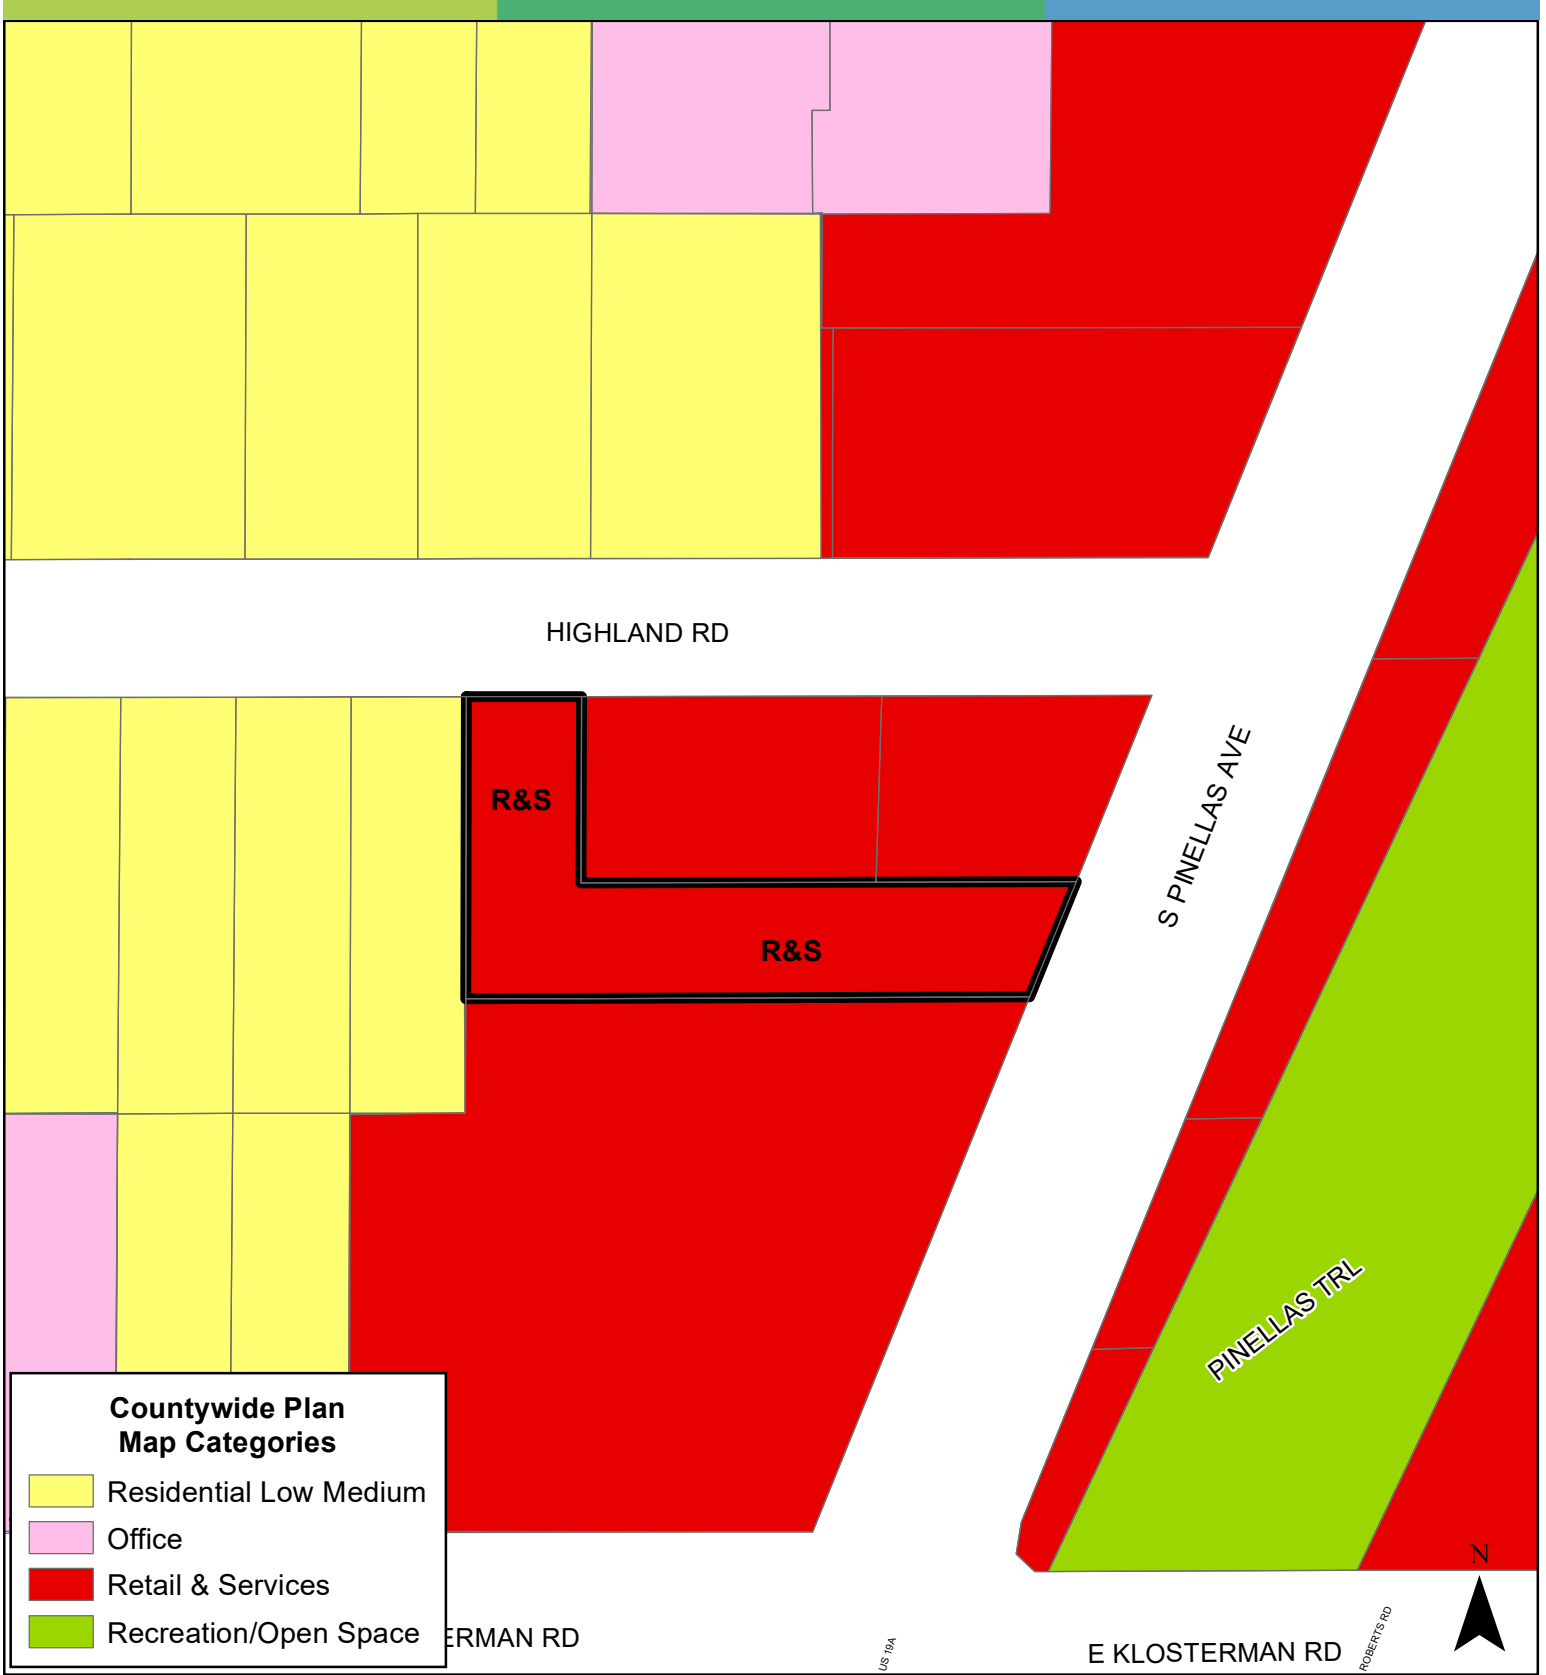 HIGHLAND RD
R&S
S PINELLAS AVE
R&S
PINELLAS TRL
Countywide Plan
Map Categories
Residential Low Medium
Office
Retail & Services
Recreation/Open Space
N
ERMAN RD
US 19A
E KLOSTERMAN RD
ROBERTS RD